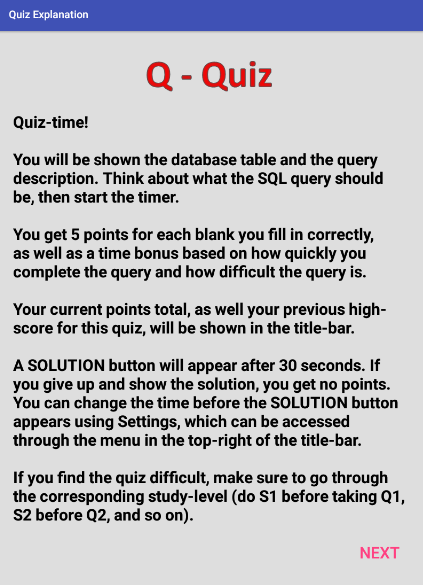 Quiz Explanation
Q - Quiz
Quiz-time!
You will be shown the database table and the query
description. Think about what the SQL query should
be, then start the timer.
You get 5 points for each blank you fill in correctly,
as well as a time bonus based on how quickly you
complete the query and how difficult the query is.
Your current points total, as well your previous high-
score for this quiz, will be shown in the title-bar.
A SOLUTION button will appear after 30 seconds. If
you give up and show the solution, you get no points.
You can change the time before the SOLUTION button
appears using Settings, which can be accessed
through the menu in the top-right of the title-bar.
If you find the quiz difficult, make sure to go through
the corresponding study-level (do S1 before taking Q1,
S2 before Q2, and so on).
NEXT